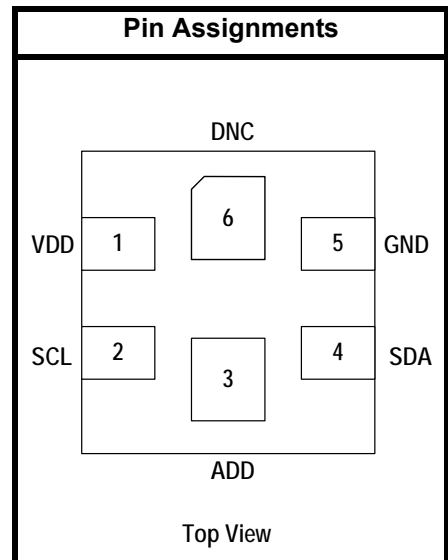 Pin Assignments
DNC
6
VDD 1 5 GND
SCL 2 4 SDA
3
ADD
Top View